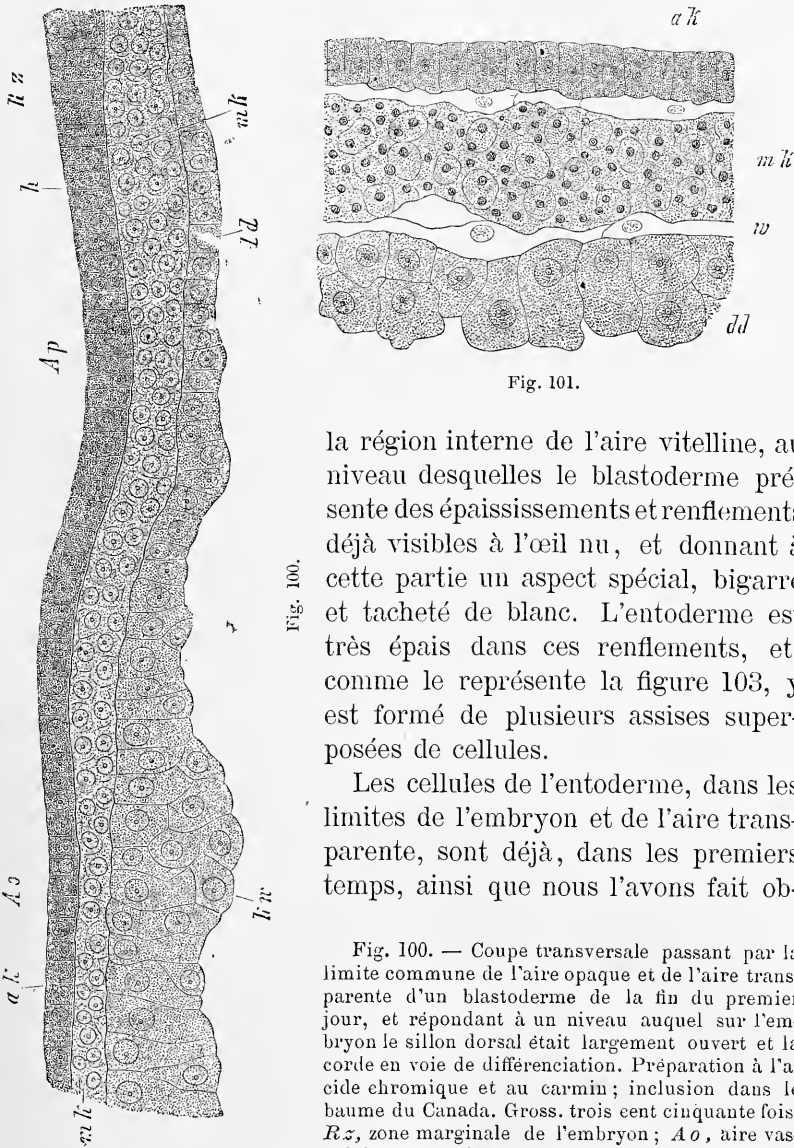 a k
m k
w
dd
Fig. 101.
R z
h
m k
dd
A p
Fig. 100.
A o
k w
a k
m k
la région interne de l'aire vitelline, au
niveau desquelles le blastoderme pré-
sente des épaississements et renflements
déjà visibles à l'œil nu, et donnant à
cette partie un aspect spécial, bigarré
et tacheté de blanc. L'entoderme est
très épais dans ces renflements, et
comme le représente la figure 103, y
est formé de plusieurs assises super-
posées de cellules.
Les cellules de l'entoderme, dans les
limites de l'embryon et de l'aire trans-
parente, sont déjà, dans les premiers
temps, ainsi que nous l'avons fait ob-
Fig. 100. — Coupe transversale passant par la
limite commune de l'aire opaque et de l'aire trans-
parente d'un blastoderme de la fin du premier
jour, et répondant à un niveau auquel sur l'em-
bryon le sillon dorsal était largement ouvert et la
corde en voie de différenciation. Préparation à l'a-
cide chromique et au carmin; inclusion dans le
baume du Canada. Gross. trois cent cinquante fois.
Rz, zone marginale de l'embryon; Ao, aire vas-